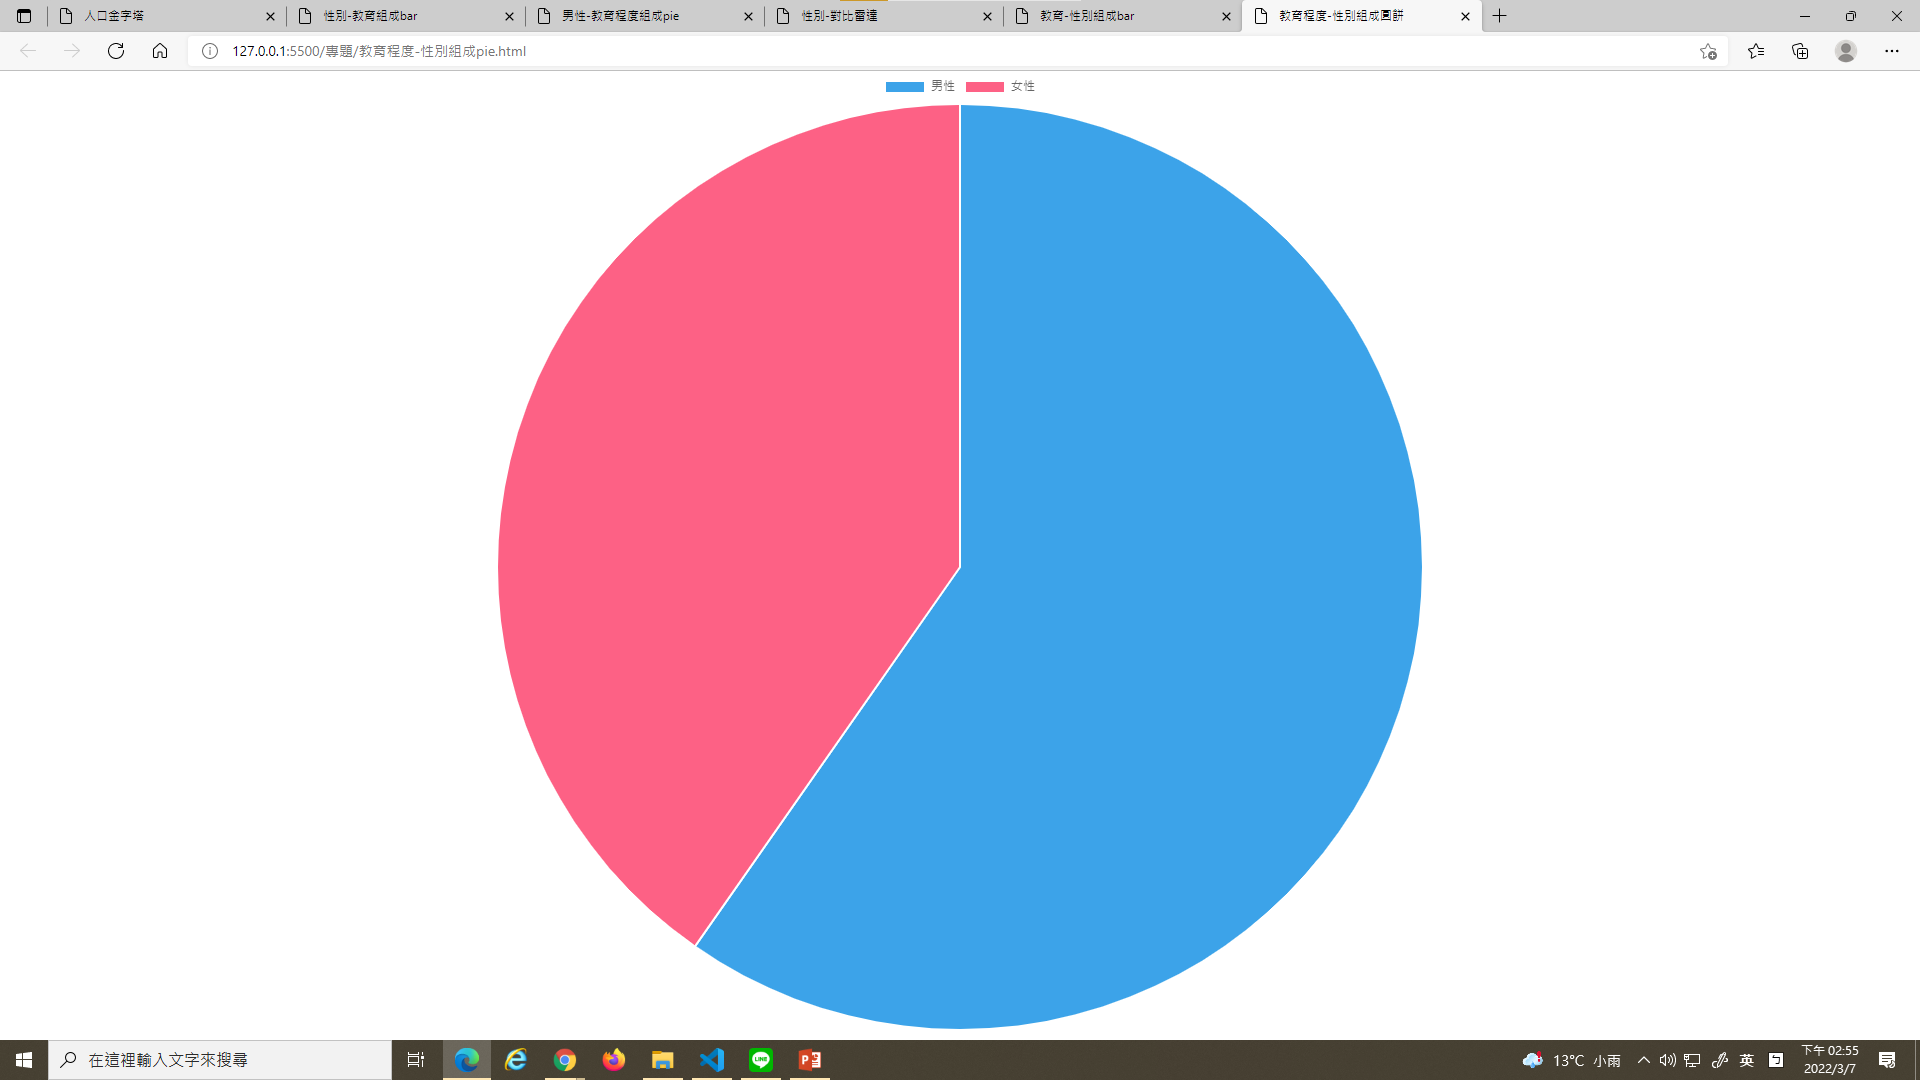 人口金字塔
性別-教育組成bar
男性-教育程度組成pie
性別-對比雷達
教育-性別組成bar
教育程度-性別組成圓餅
127.0.0.1:5500/專題/教育程度-性別組成pie.html
男性 女性
在這裡輸入文字來搜尋
13°C 小雨
英
下午 02:55
2022/3/7